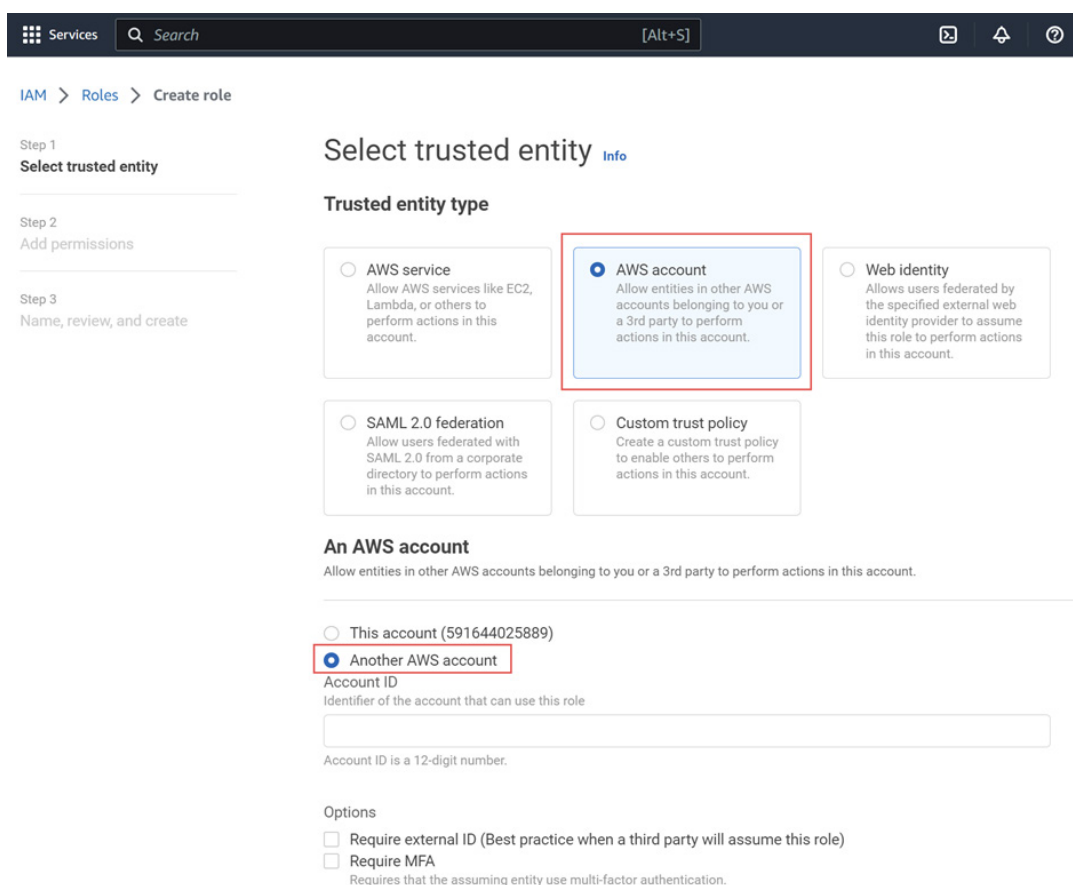 Services Search [Alt+S]
IAM > Roles > Create role
Step 1
Select trusted entity
Step 2
Add permissions
Step 3
Name, review, and create
Select trusted entity Info
Trusted entity type
AWS service
Allow AWS services like EC2,
Lambda, or others to
perform actions in this
account.
AWS account
Allow entities in other AWS
accounts belonging to you or
a 3rd party to perform
actions in this account.
Web identity
Allows users federated by
the specified external web
identity provider to assume
this role to perform actions
in this account.
SAML 2.0 federation
Allow users federated with
SAML 2.0 from a corporate
directory to perform actions
in this account.
Custom trust policy
Create a custom trust policy
to enable others to perform
actions in this account.
An AWS account
Allow entities in other AWS accounts belonging to you or a 3rd party to perform actions in this account.
This account (591644025889)
Another AWS account
Account ID
Identifier of the account that can use this role
Account ID is a 12-digit number.
Options
Require external ID (Best practice when a third party will assume this role)
Require MFA
Requires that the assuming entity use multi-factor authentication.